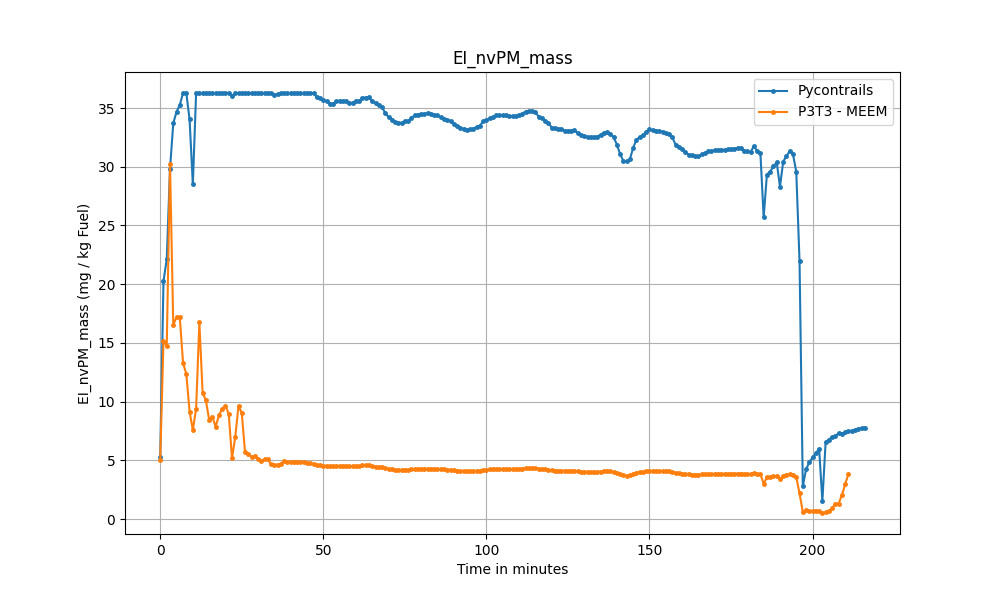 EI_nvPM_mass
Pycontrails
P3T3 - MEEM
EI_nvPM_mass (mg / kg Fuel)
35
30
25
20
15
10
5
0
0 50 100 150 200
Time in minutes